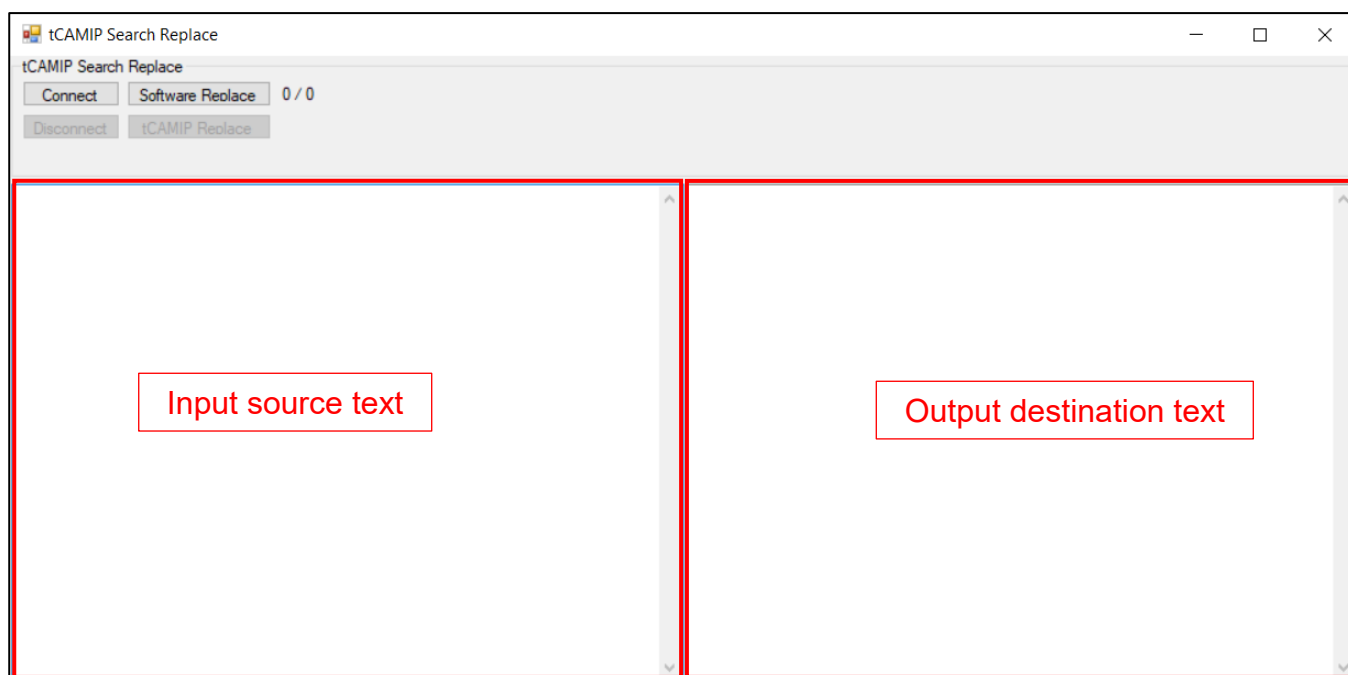 tCAMIP Search Replace
tCAMIP Search Replace
Connect Software Replace 0 / 0
Disconnect tCAMIP Replace
Input source text
Output destination text